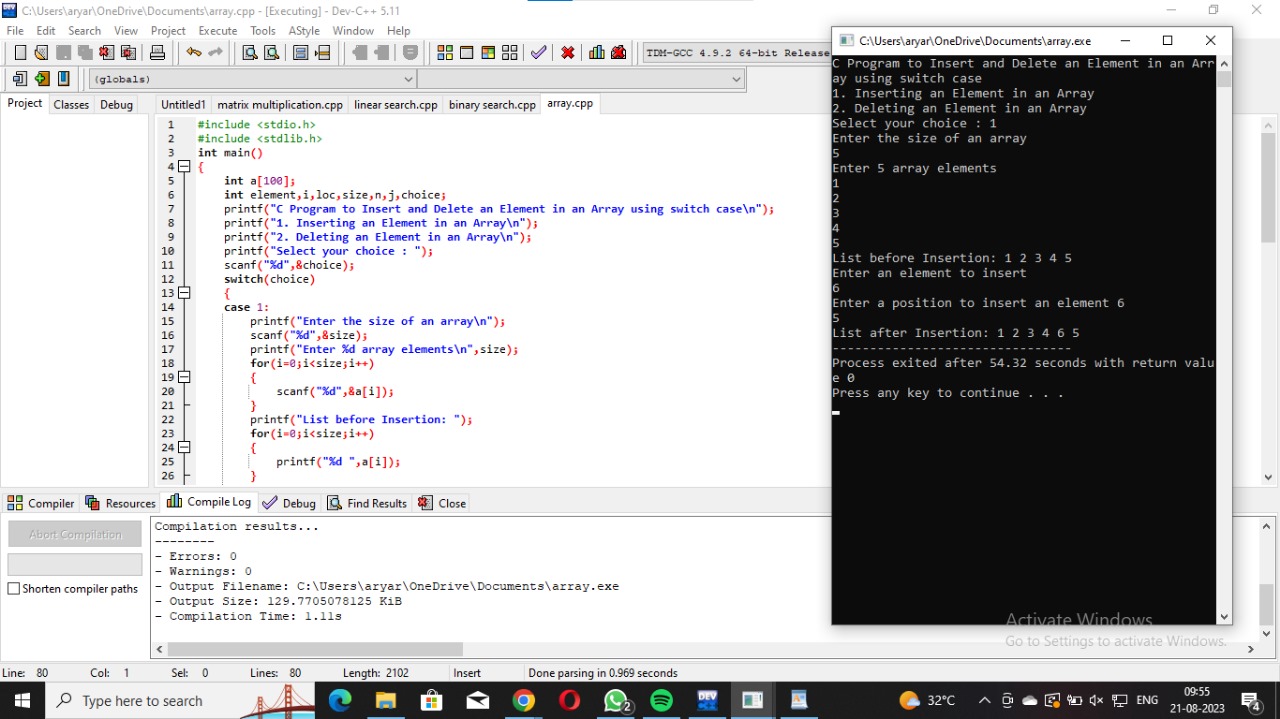 C:\Users\aryar\OneDrive\Documents\array.cpp - [Executing] - Dev-C++ 5.11
File Edit Search View Project Execute Tools AStyle Window Help
TDM-GCC 4.9.2 64-bit Release
(globals)
Project Classes Debug
Untitled1 matrix multiplication.cpp linear search.cpp binary search.cpp array.cpp
1 #include <stdio.h>
2 #include <stdlib.h>
3 int main()
4 {
5 int a[100];
6 int element,i,loc,size,n,j,choice;
7 printf("C Program to Insert and Delete an Element in an Array using switch case\n");
8 printf("1. Inserting an Element in an Array\n");
9 printf("2. Deleting an Element in an Array\n");
10 printf("Select your choice : ");
11 scanf("%d",&choice);
12 switch(choice)
13 {
14 case 1:
15 printf("Enter the size of an array\n");
16 scanf("%d",&size);
17 printf("Enter %d array elements\n",size);
18 for(i=0;i<size;i++)
19 {
20 scanf("%d",&a[i]);
21 }
22 printf("List before Insertion: ");
23 for(i=0;i<size;i++)
24 {
25 printf("%d ",a[i]);
26 }
C:\Users\aryar\OneDrive\Documents\array.exe
C Program to Insert and Delete an Element in an Arr
ay using switch case
1. Inserting an Element in an Array
2. Deleting an Element in an Array
Select your choice : 1
Enter the size of an array
5
Enter 5 array elements
1
2
3
4
5
List before Insertion: 1 2 3 4 5
Enter an element to insert
6
Enter a position to insert an element 6
5
List after Insertion: 1 2 3 4 6 5
--------------------------------
Process exited after 54.32 seconds with return valu
e 0
Press any key to continue . . .
Compiler Resources Compile Log Debug Find Results Close
Abort Compilation
Shorten compiler paths
Compilation results...
--------
- Errors: 0
- Warnings: 0
- Output Filename: C:\Users\aryar\OneDrive\Documents\array.exe
- Output Size: 129.7705078125 KiB
- Compilation Time: 1.11s
Activate Windows
Go to Settings to activate Windows.
Line: 80 Col: 1 Sel: 0 Lines: 80 Length: 2102 Insert Done parsing in 0.969 seconds
Type here to search
2
DEV
32°C
ENG
09:55
21-08-2023
4